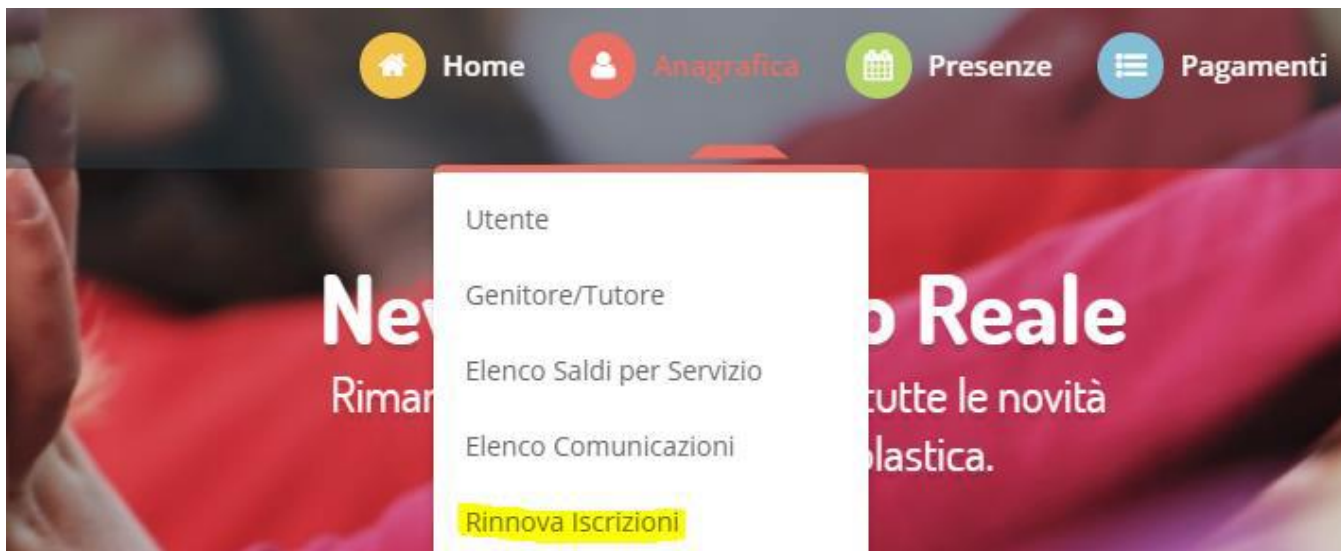 Home Anagrafica Presenze Pagamenti
Utente
Genitore/Tutore
Elenco Saldi per Servizio
Elenco Comunicazioni
Rinnova Iscrizioni
Reale
tutte le novità